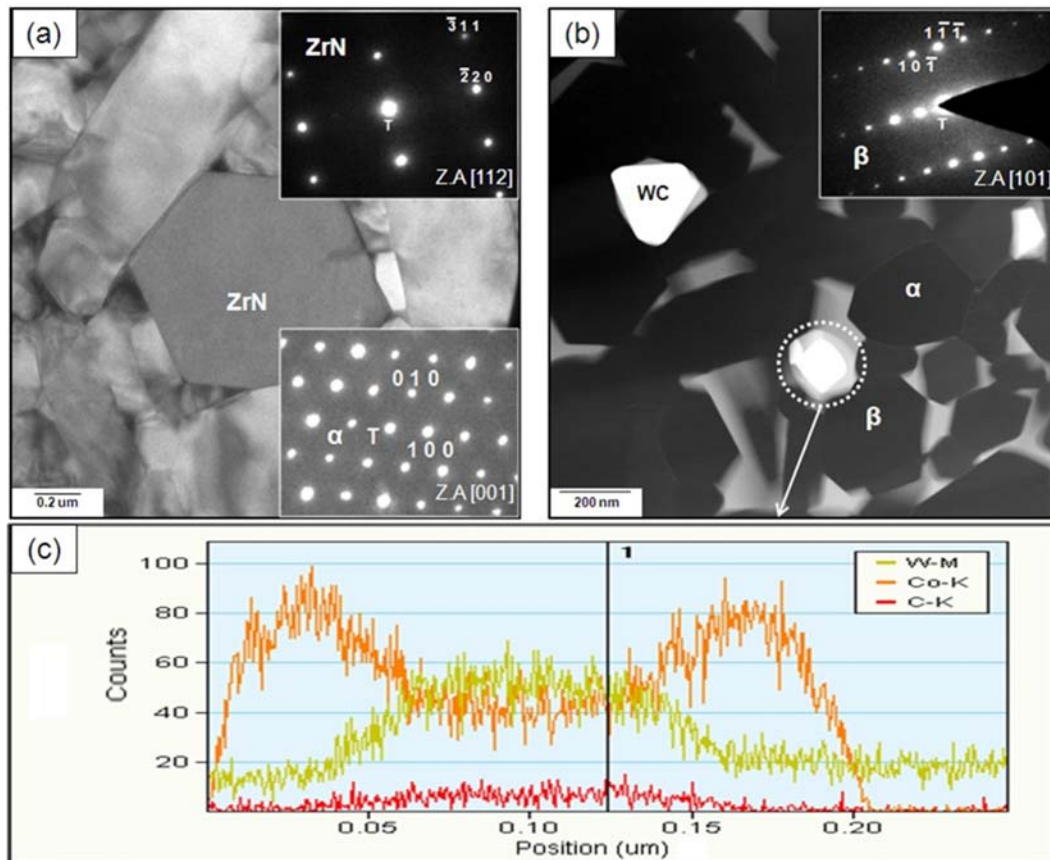 (a)
ZrN
3̅ 1 1
2̅ 2 0
T
Z.A [112]
ZrN
0 1 0
α T
1 0 0
Z.A [001]
0.2 um
(b)
1 1̅ 1̅
1 0 1̅
T
β
Z.A [101]
WC
α
β
200 nm
(c)
1
W-M
Co-K
C-K
100
80
60
40
20
Counts
0.05 0.10 0.15 0.20
Position (um)